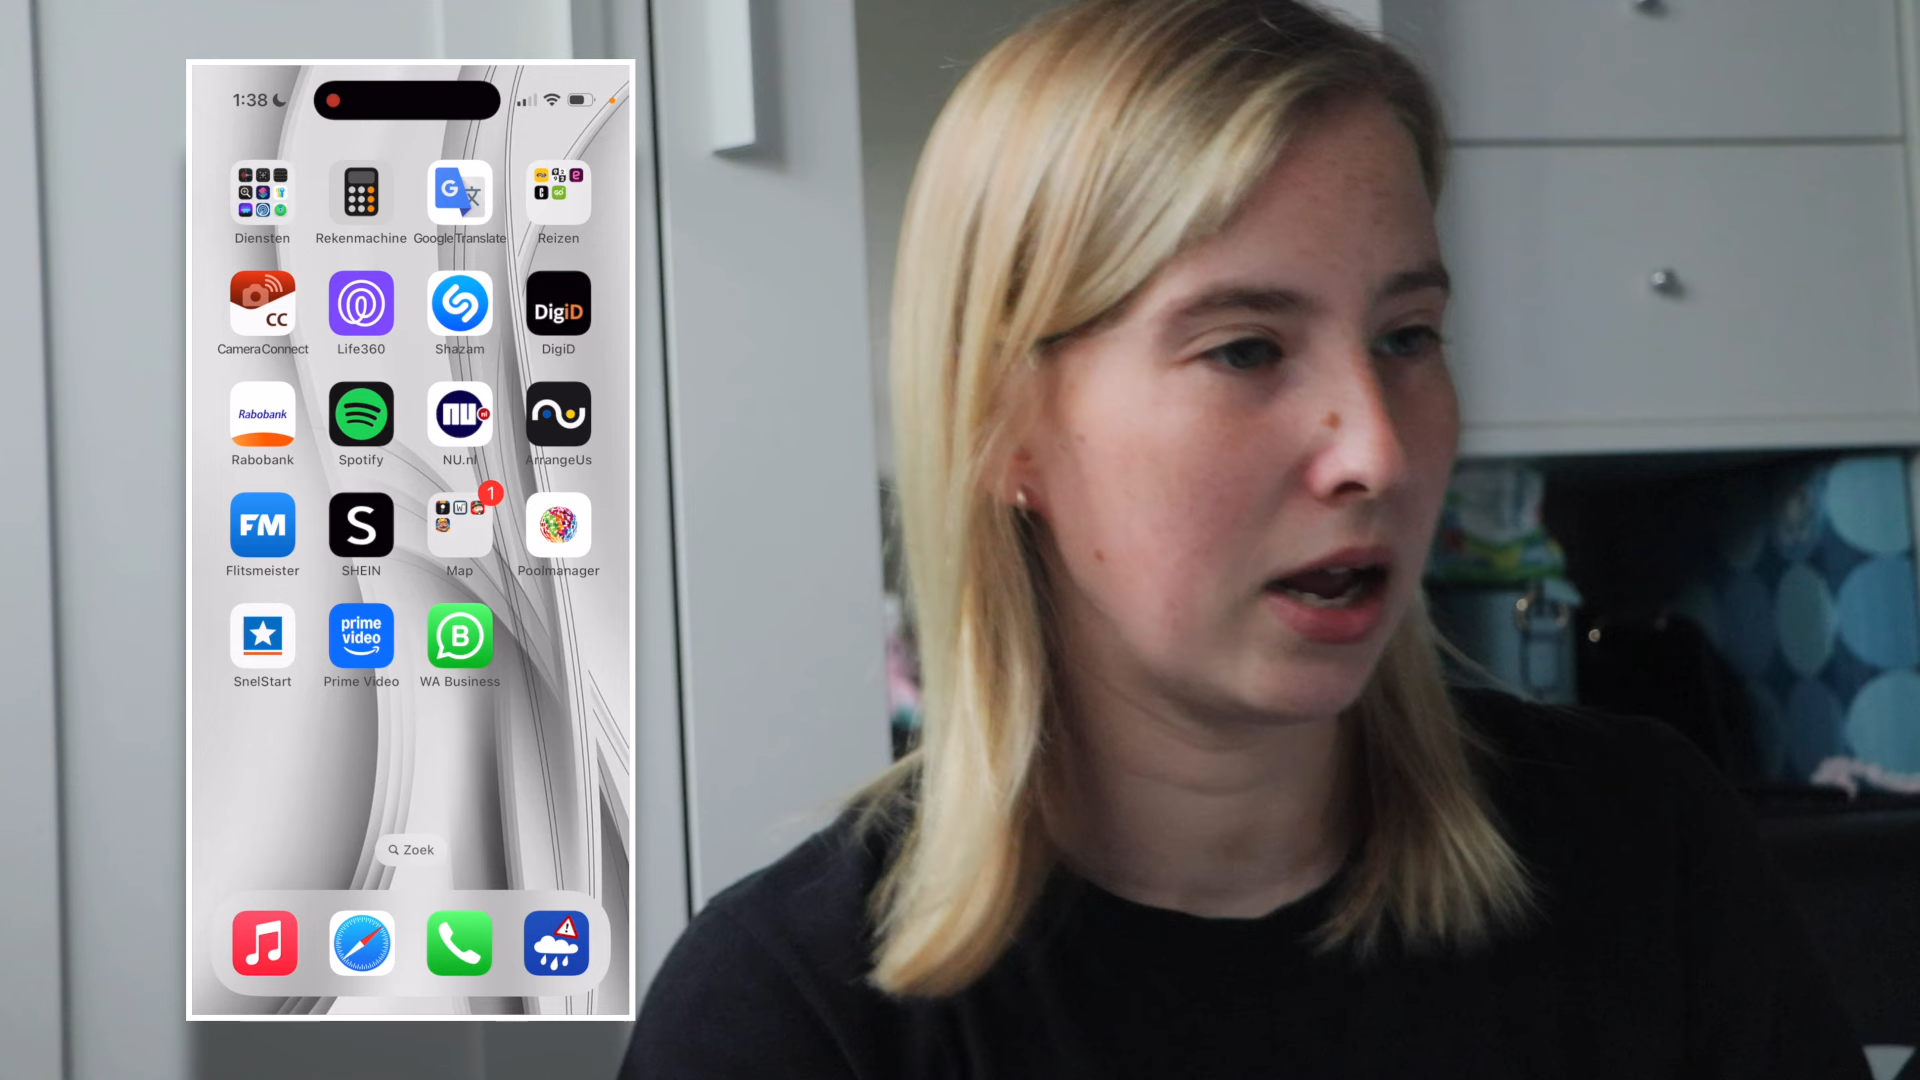 1:38
Diensten Rekenmachine Google Translate Reizen
CC DigiD
Camera Connect Life360 Shazam DigiD
Rabobank NU nl
Rabobank Spotify NU.nl ArrangeUs
1
FM S W
Flitsmeister SHEIN Map Poolmanager
prime
video
B
SnelStart Prime Video WA Business
Zoek